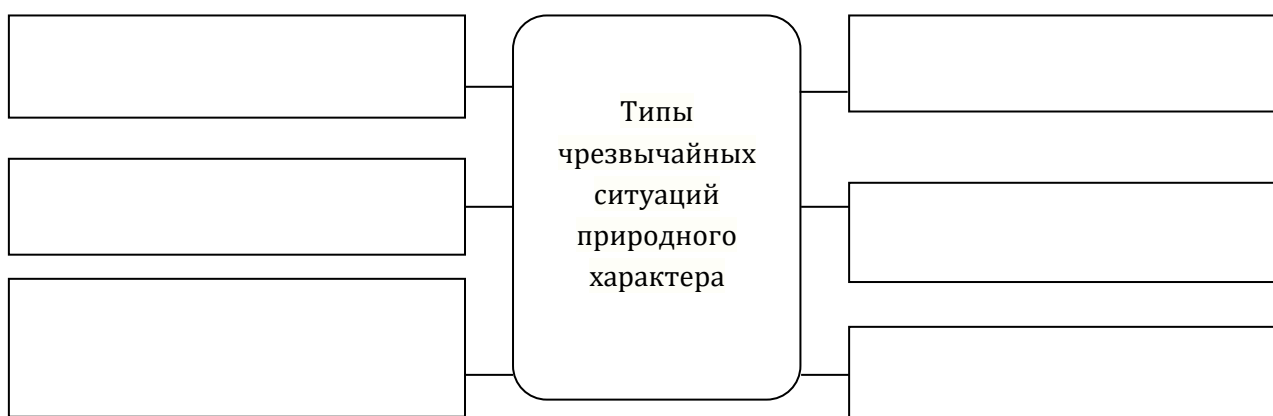 Типы
чрезвычайных
ситуаций
природного
характера